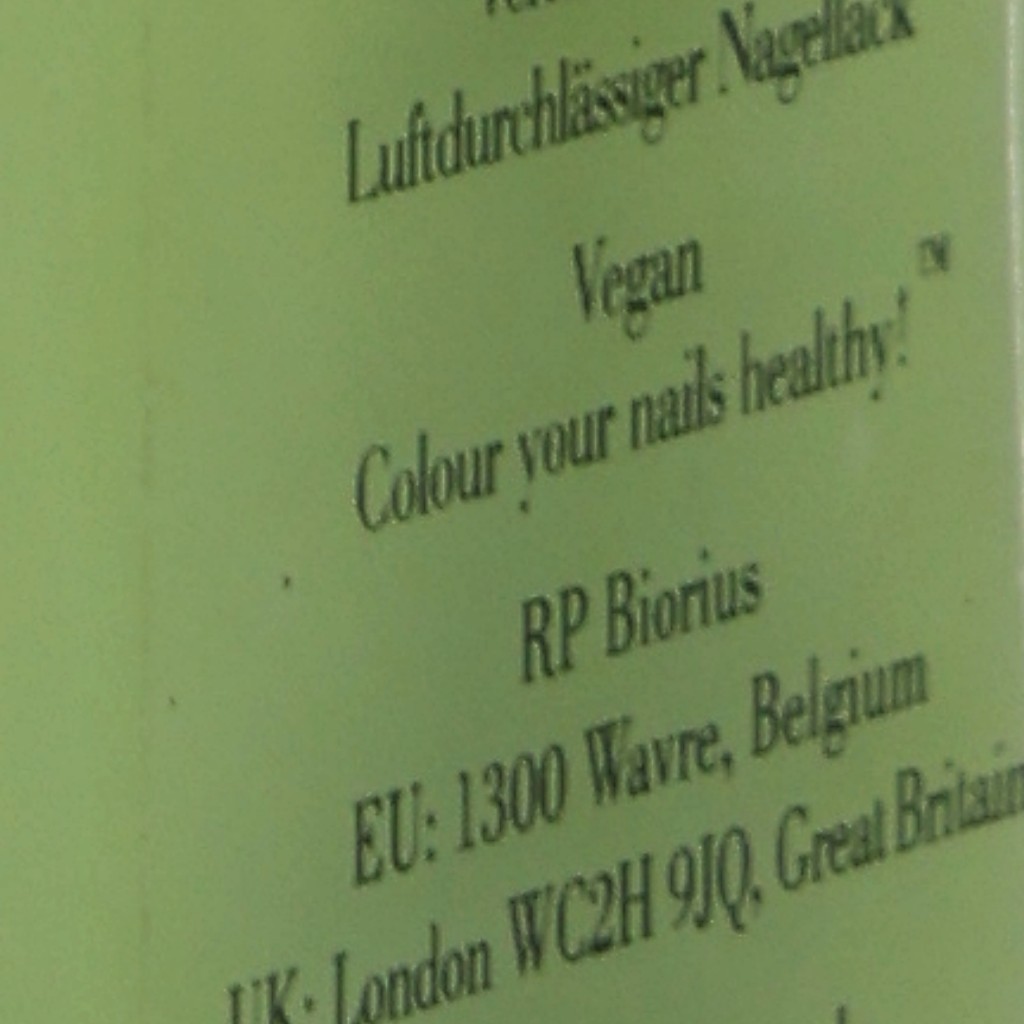 Luftdurchlässiger Nagellack
Vegan
Colour your nails healthy!™
RP Biorius
EU: 1300 Wavre, Belgium
UK: London WC2H 9JQ, Great Britain